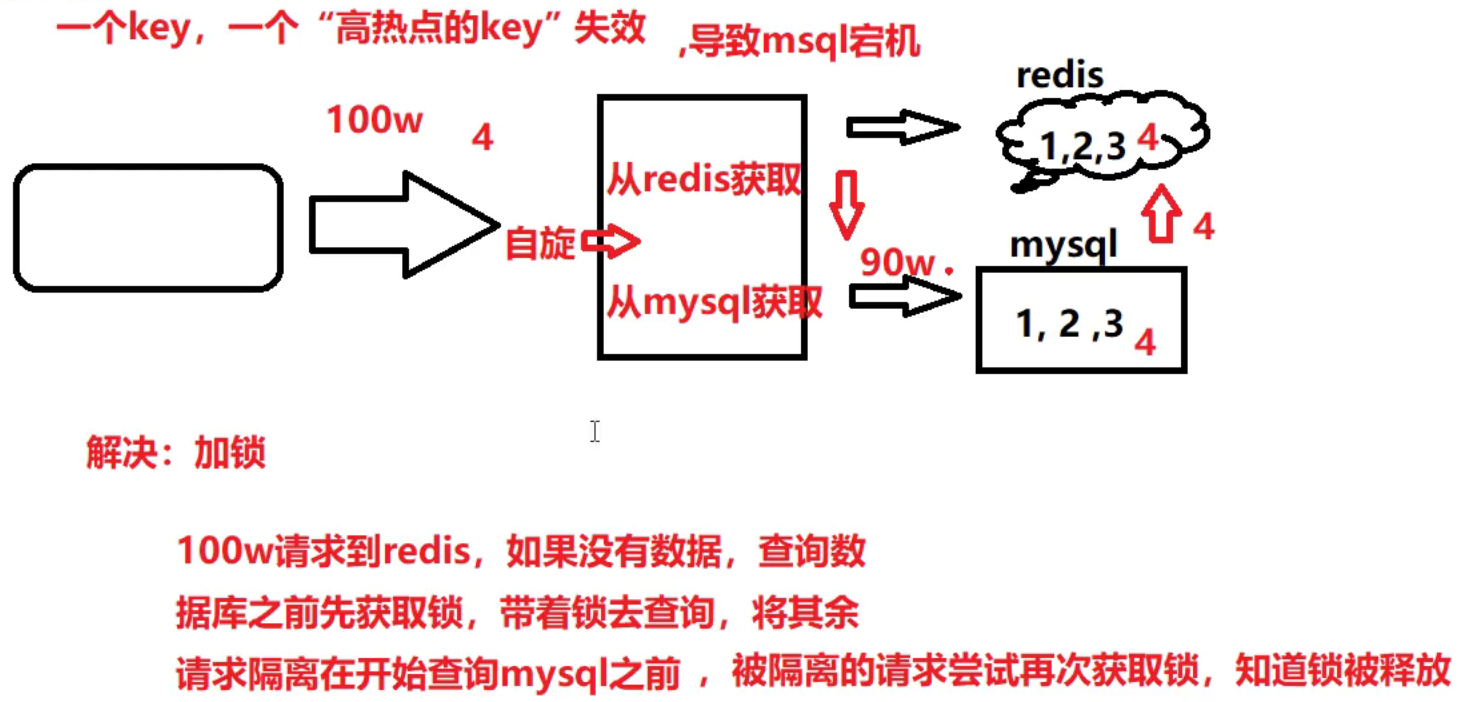 一个key，一个“高热点的key”失效 ,导致msql宕机
redis
100w 4
1,2,3 4
从redis获取
自旋
4
mysql
90w .
从mysql获取
1, 2 ,3 4
解决：加锁
100w请求到redis，如果没有数据，查询数
据库之前先获取锁，带着锁去查询，将其余
请求隔离在开始查询mysql之前 ，被隔离的请求尝试再次获取锁，知道锁被释放